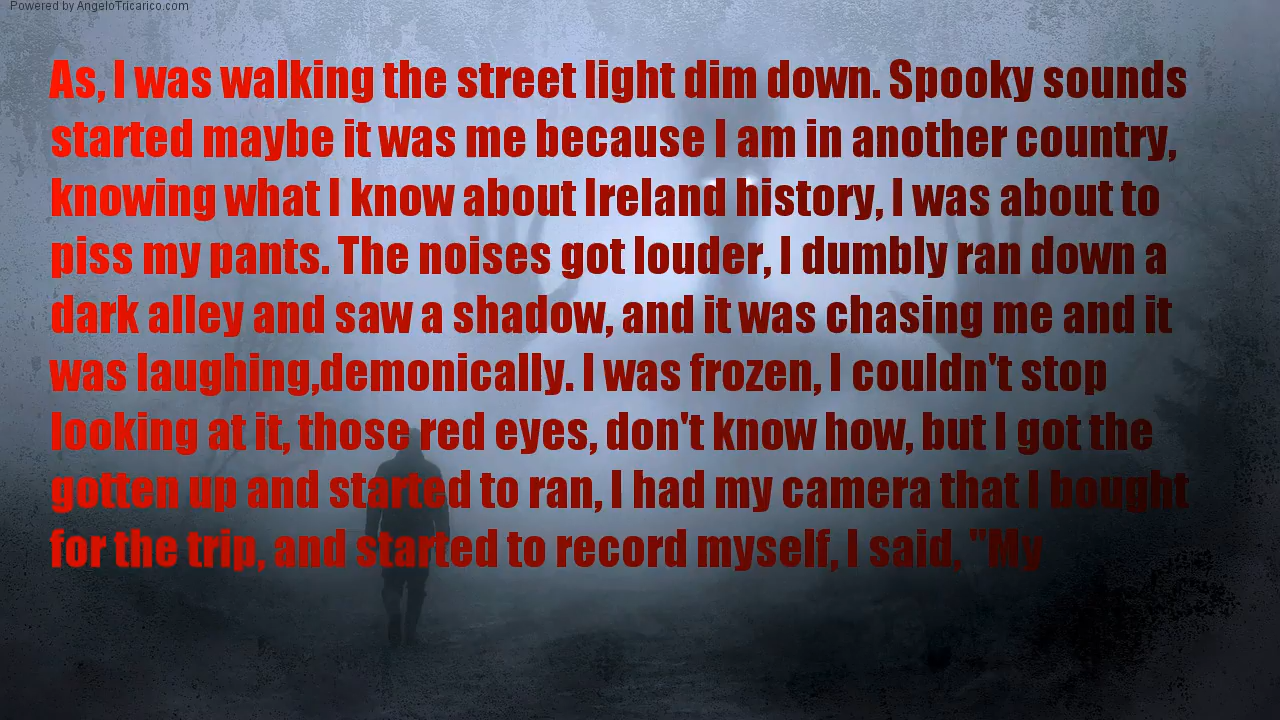 Powered by AngeloTricarico.com
As, I was walking the street light dim down. Spooky sounds
started maybe it was me because I am in another country,
knowing what I know about Ireland history, I was about to
piss my pants. The noises got louder, I dumbly ran down a
dark alley and saw a shadow, and it was chasing me and it
was laughing,demonically. I was frozen, I couldn't stop
looking at it, those red eyes, don't know how, but I got the
gotten up and started to ran, I had my camera that I bought
for the trip, and started to record myself, I said, "My